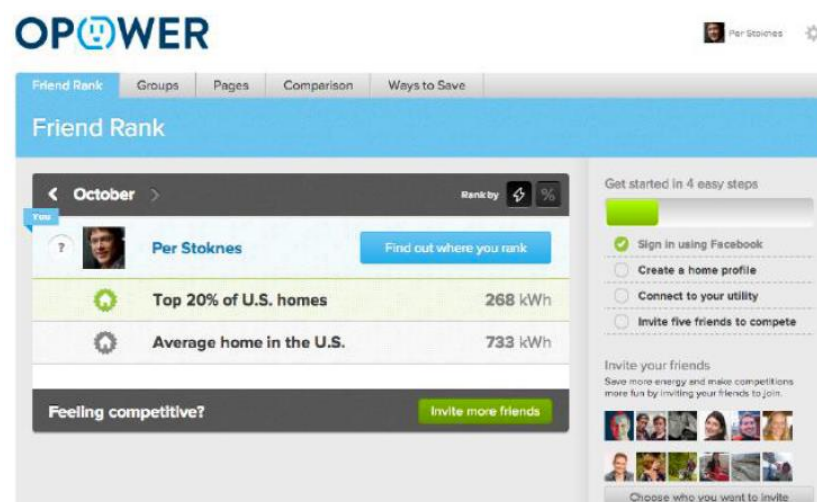 OPOWER
Per Stoknes
Friend Rank
Groups
Pages
Comparison
Ways to Save
Friend Rank
October
Rank by
%
You
?
Per Stoknes
Find out where you rank
Top 20% of U.S. homes
268 kWh
Average home in the U.S.
733 kWh
Feeling competitive?
Invite more friends
Get started in 4 easy steps
Sign in using Facebook
Create a home profile
Connect to your utility
Invite five friends to compete
Invite your friends
Save more energy and make competitions
more fun by inviting your friends to join.
Choose who you want to invite